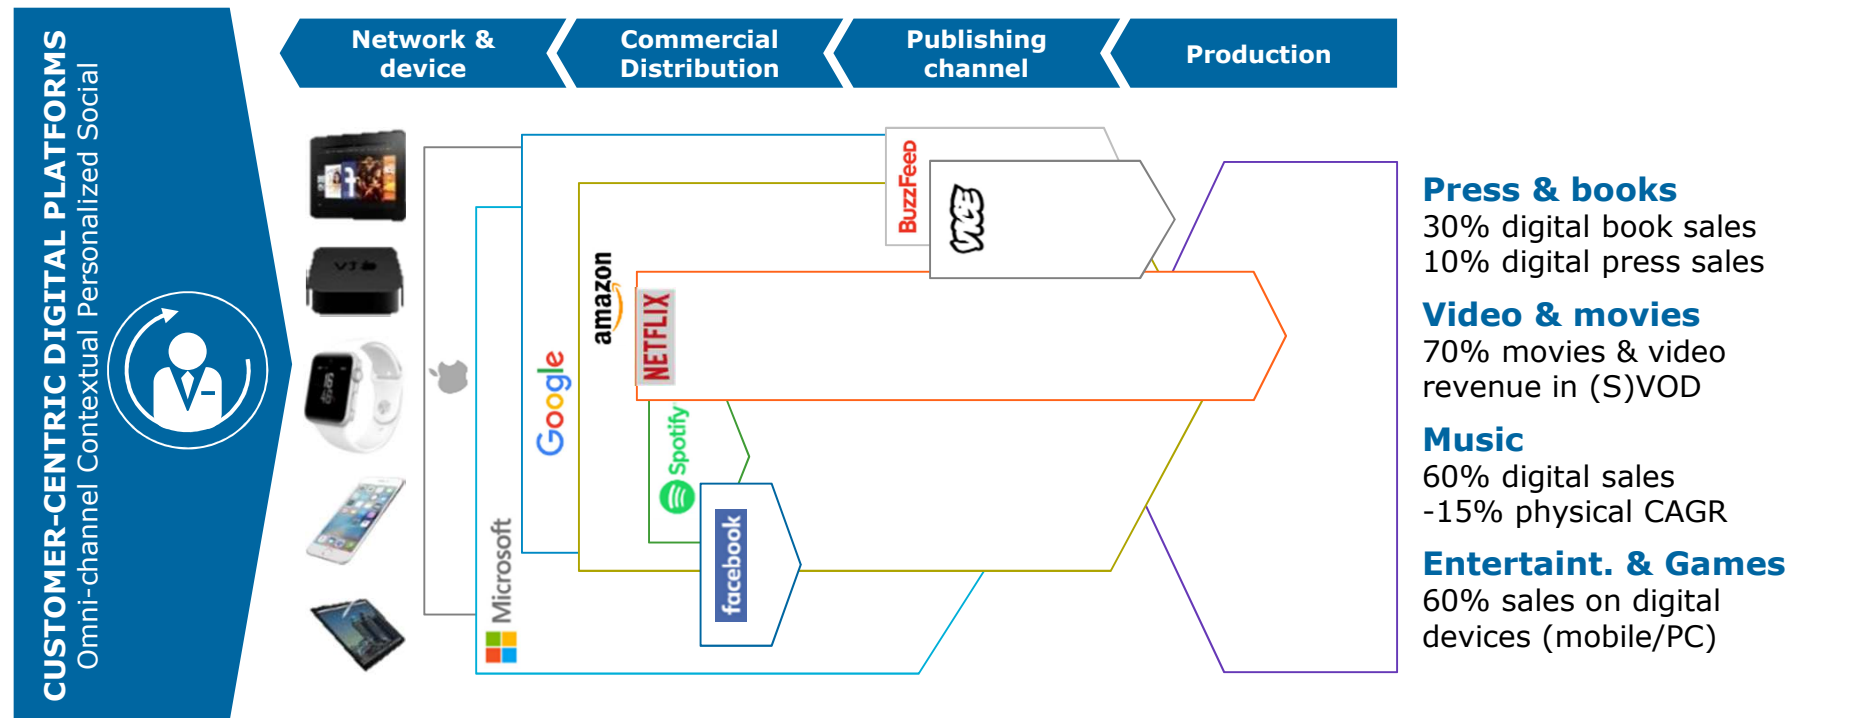 CUSTOMER-CENTRIC DIGITAL PLATFORMS
Omni-channel Contextual Personalized Social
Network &
device
Commercial
Distribution
Publishing
channel
Production
Microsoft
Google
amazon
NETFLIX
Spotify
facebook
BuzzFeeD
VICE
Press & books
30% digital book sales
10% digital press sales
Video & movies
70% movies & video
revenue in (S)VOD
Music
60% digital sales
-15% physical CAGR
Entertaint. & Games
60% sales on digital
devices (mobile/PC)